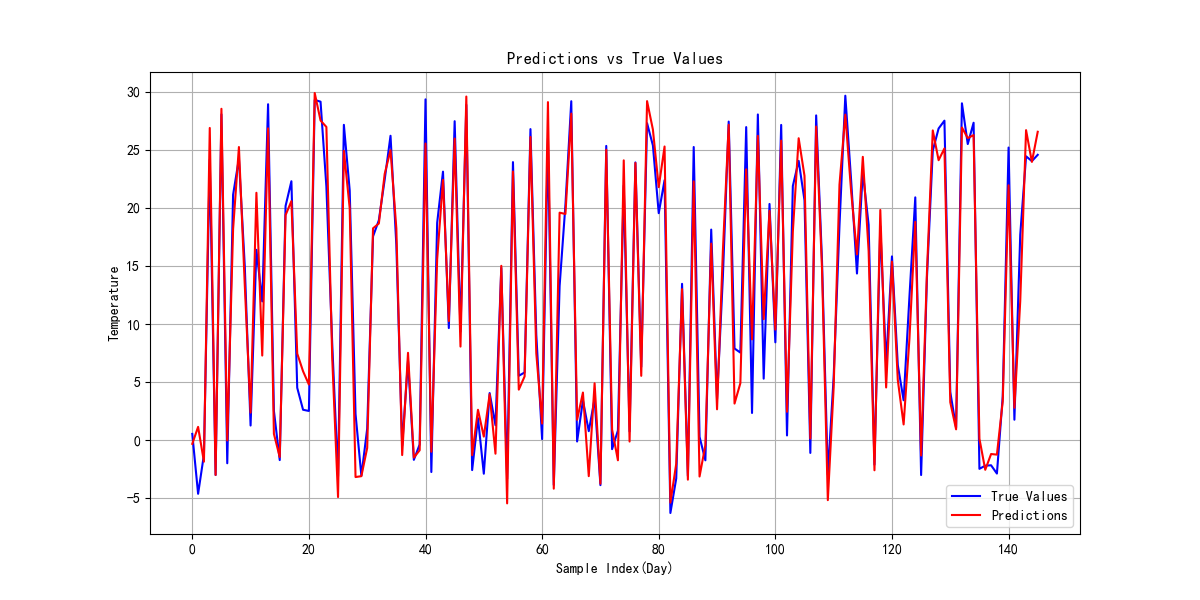 Predictions vs True Values
30
25
20
15
10
5
0
−5
Temperature
0 20 40 60 80 100 120 140
Sample Index(Day)
True Values
Predictions